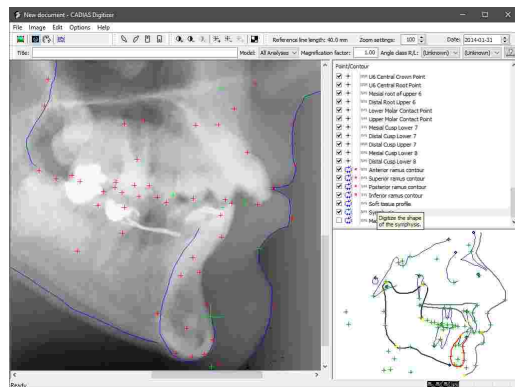 New document - CADIAS Digitizer
File Image Edit Options Help
Reference line length: 40.0 mm Zoom settings: 100 Date: 2014-01-31
Title: Model: All Analyses Magnification factor: 1.00 Angle class R/L: (Unknown) (Unknown)
Point/Contour
U6 Central Crown Point
U6 Central Root Point
Mesial root of upper 6
Distal Root Upper 6
Lower Molar Contact Point
Upper Molar Contact Point
Mesial Cusp Lower 7
Distal Cusp Lower 7
Distal Cusp Upper 7
Mesial Cusp Lower 8
Distal Cusp Lower 8
Anterior ramus contour
Superior ramus contour
Posterior ramus contour
Inferior ramus contour
Soft tissue profile
Digitize the shape
of the symphysis.
Ready